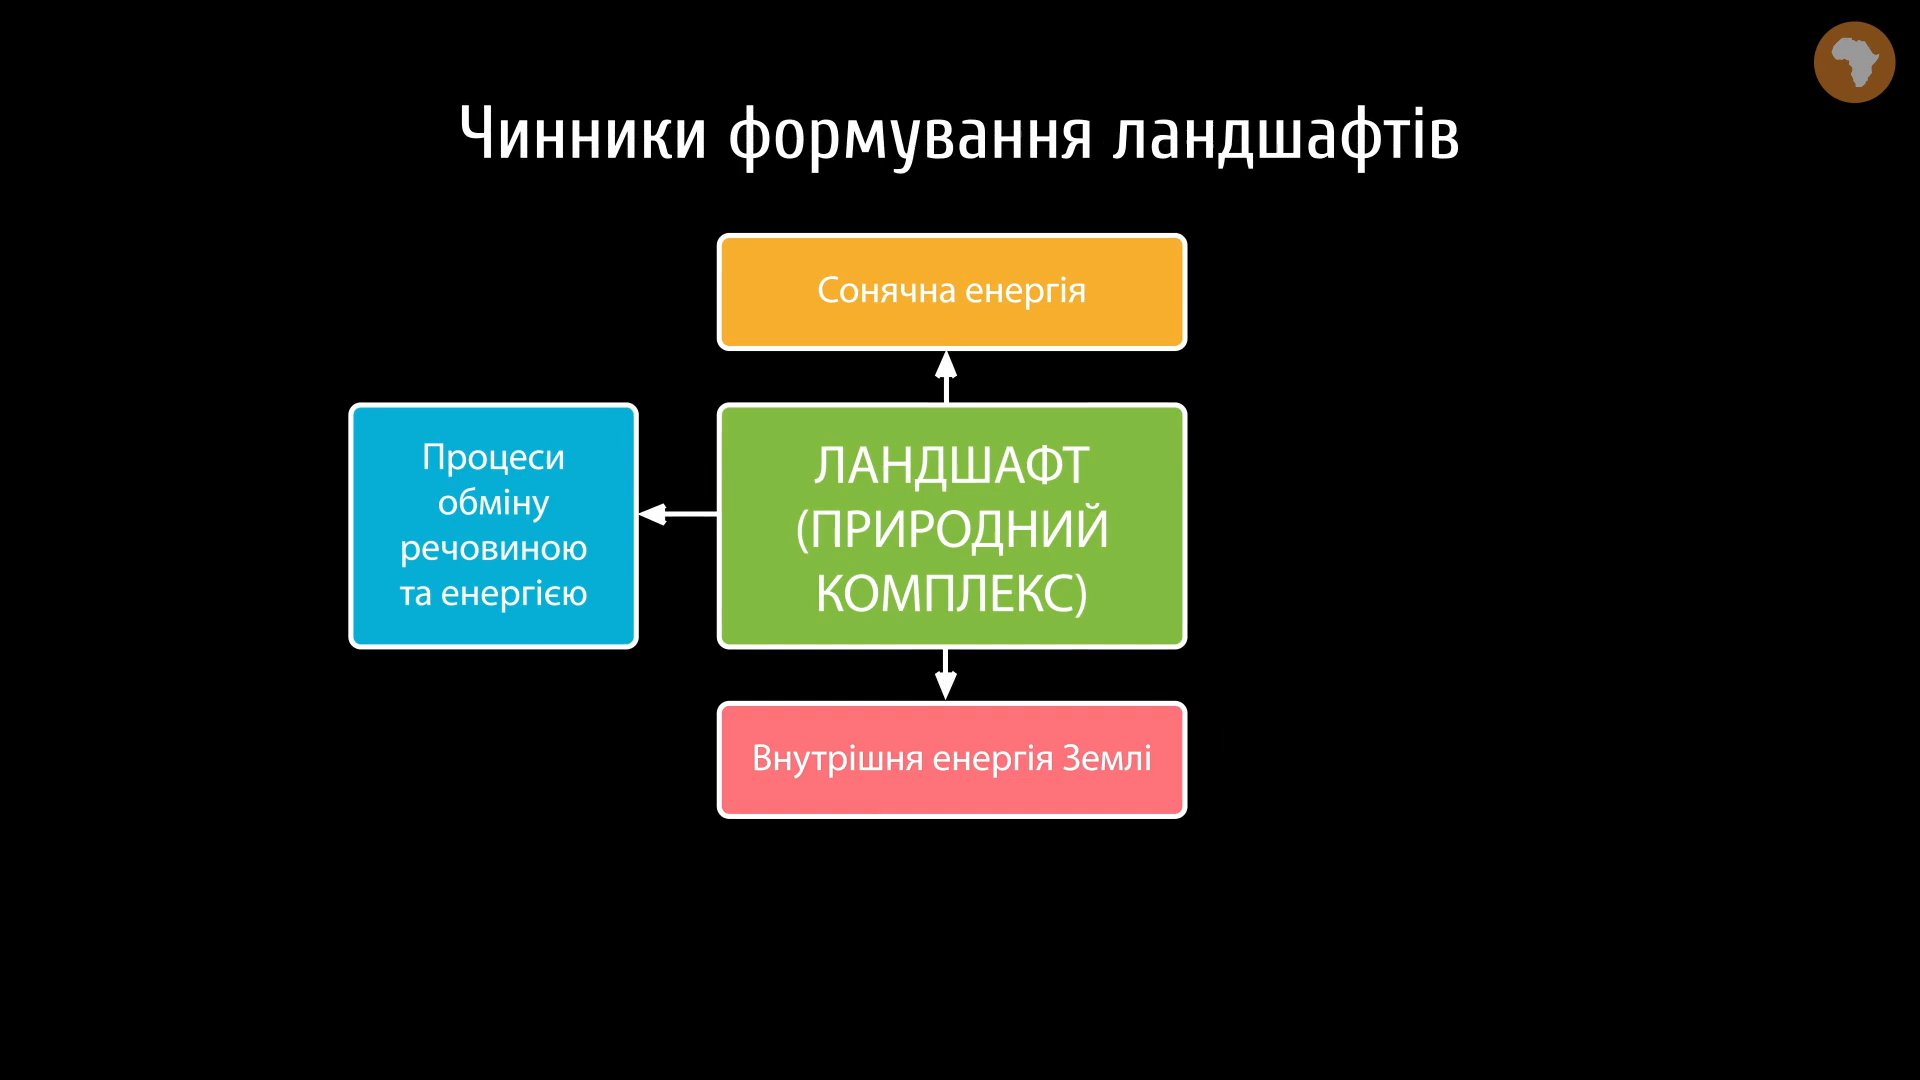 Чинники формування ландшафтів
Сонячна енергія
Процеси
обміну
речовиною
та енергією
ЛАНДШАФТ
(ПРИРОДНИЙ
КОМПЛЕКС)
Внутрішня енергія Землі